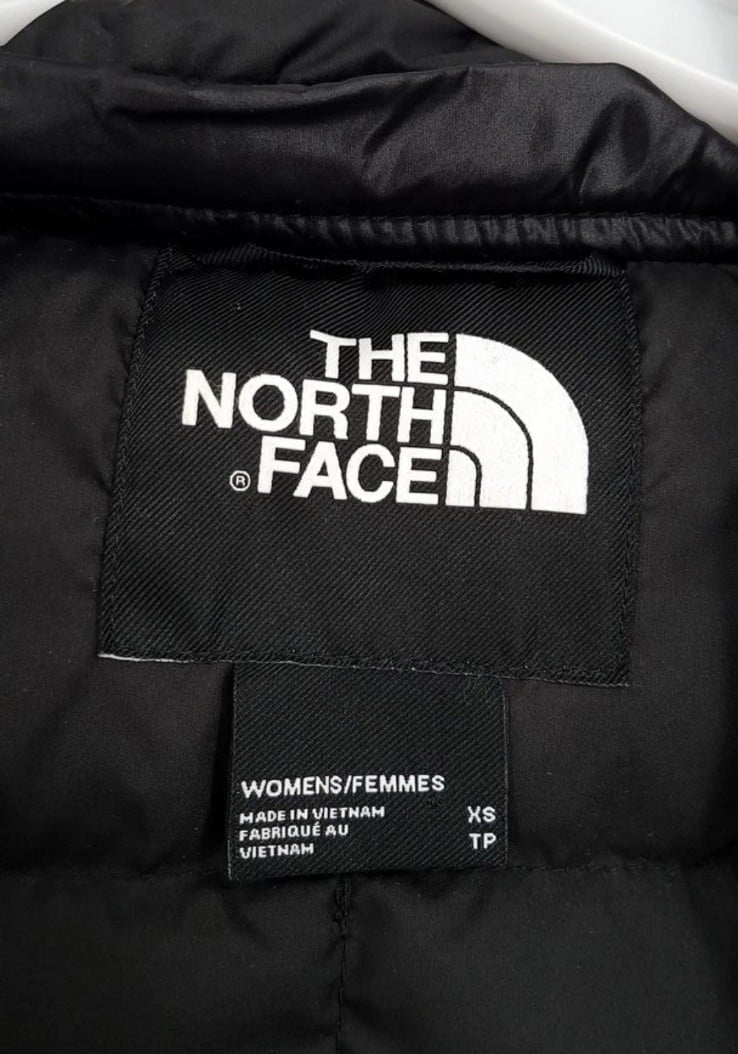 THE
NORTH
® FACE
WOMENS/FEMMES
MADE IN VIETNAM XS
FABRIQUÉ AU TP
VIETNAM